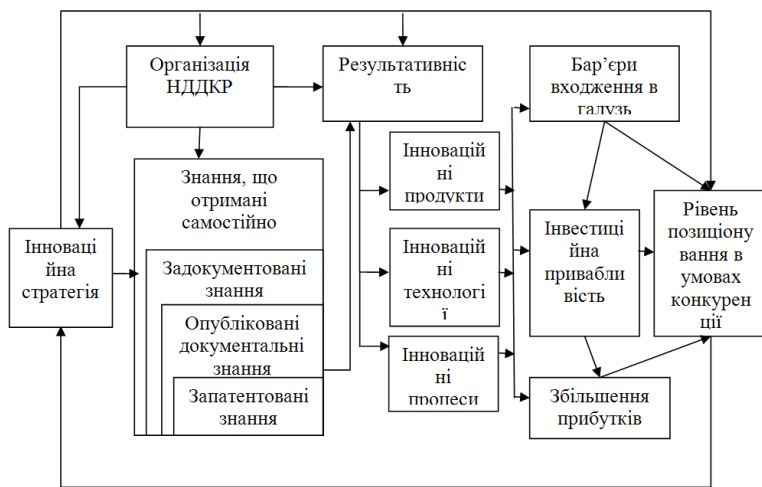 Організація
НДДКР
Результативніс
ть
Бар’єри
входження в
галузь
Знання, що
отримані
самостійно
Інновацій
ні
продукти
Інноваці
йна
стратегія
Задокументовані
знання
Опубліковані
документальні
знання
Запатентовані
знання
Інновацій
ні
технологі
ї
Інновацій
ні
процеси
Інвестиці
йна
привабли
вість
Збільшення
прибутків
Рівень
позиціону
вання в
умовах
конкурен
ції